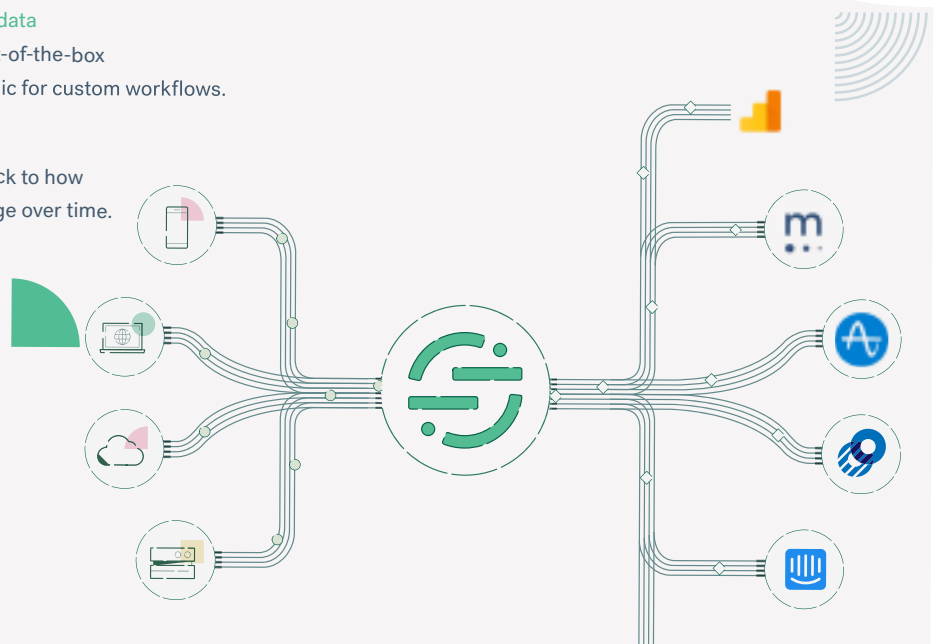 data
-of-the-box
ic for custom workflows.
ck to how
ge over time.
m